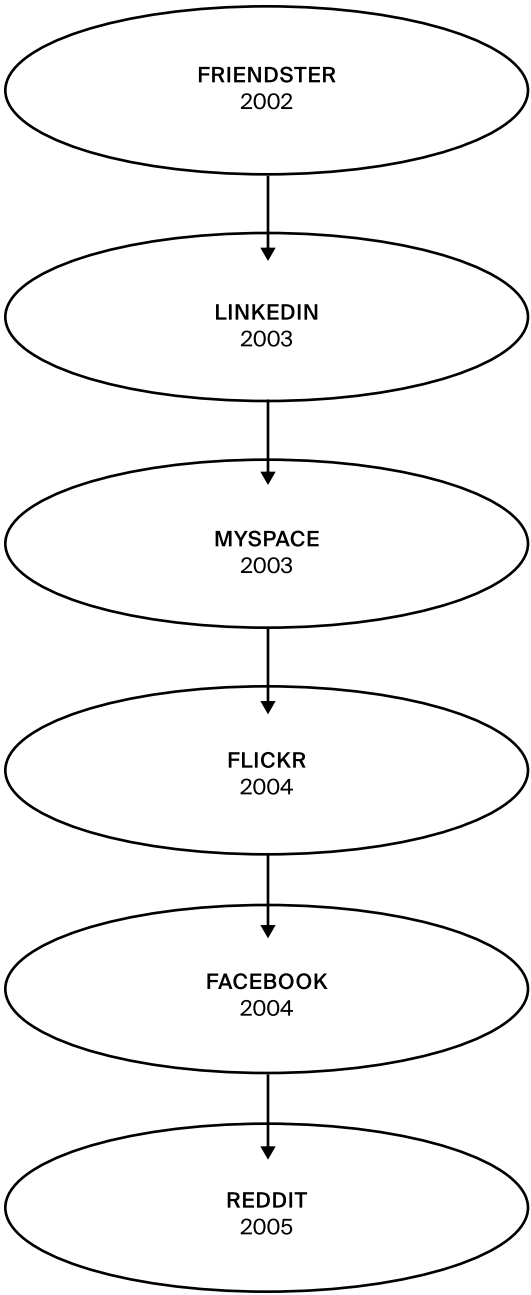 FRIENDSTER
2002
LINKEDIN
2003
MYSPACE
2003
FLICKR
2004
FACEBOOK
2004
REDDIT
2005